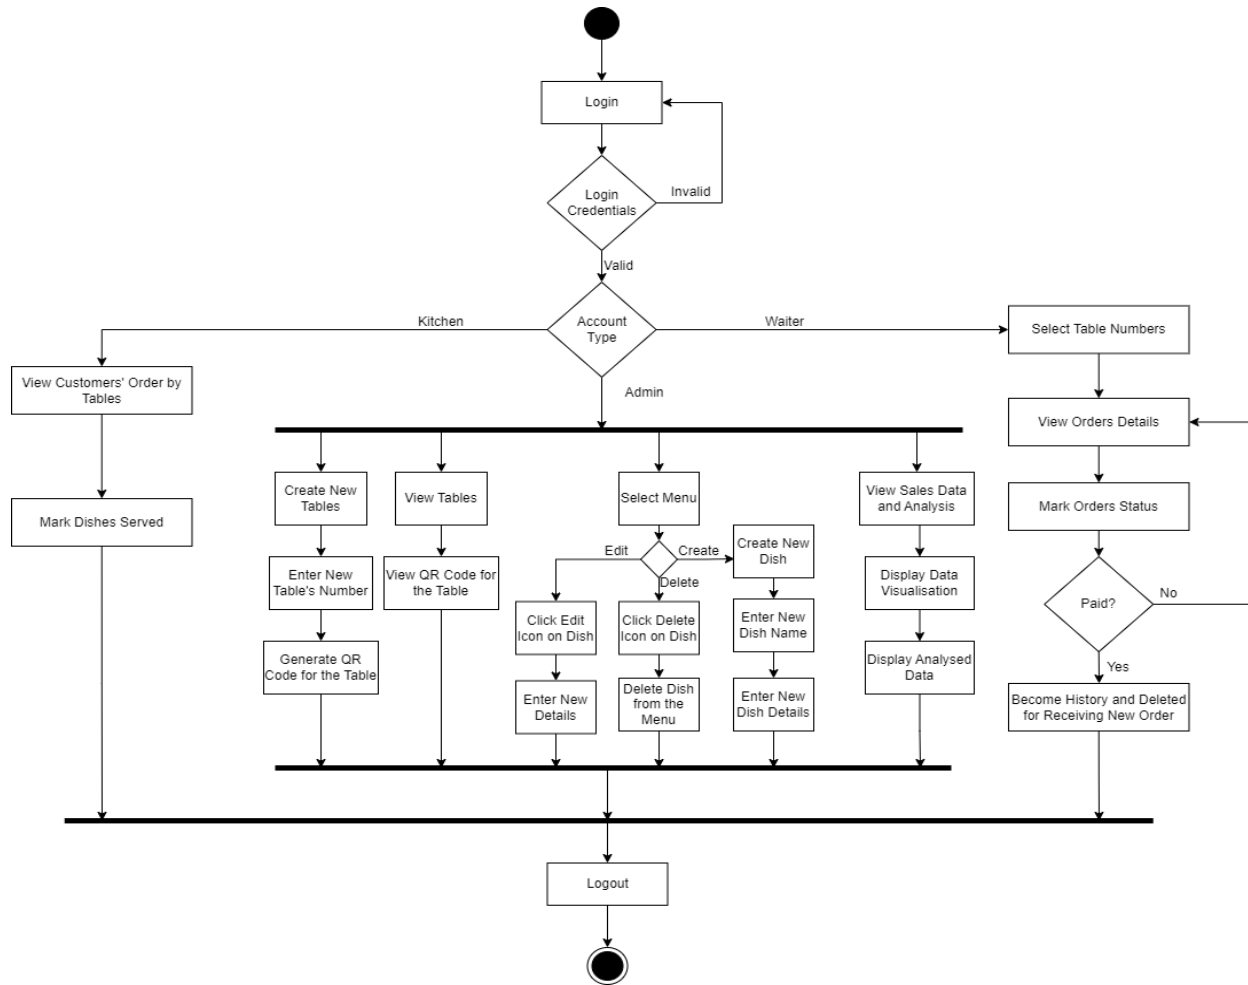 Login
Login
Credentials
Invalid
Valid
Account
Type
Kitchen
Waiter
Admin
Select Table Numbers
View Customers' Order by
Tables
View Orders Details
Mark Dishes Served
Create New
Tables
View Tables
Select Menu
View Sales Data
and Analysis
Mark Orders Status
Edit
Create
Delete
Create New
Dish
Enter New
Table's Number
View QR Code for
the Table
Display Data
Visualisation
Paid?
No
Yes
Click Edit
Icon on Dish
Click Delete
Icon on Dish
Enter New
Dish Name
Generate QR
Code for the Table
Display Analysed
Data
Enter New
Details
Delete Dish
from the
Menu
Enter New
Dish Details
Become History and Deleted
for Receiving New Order
Logout